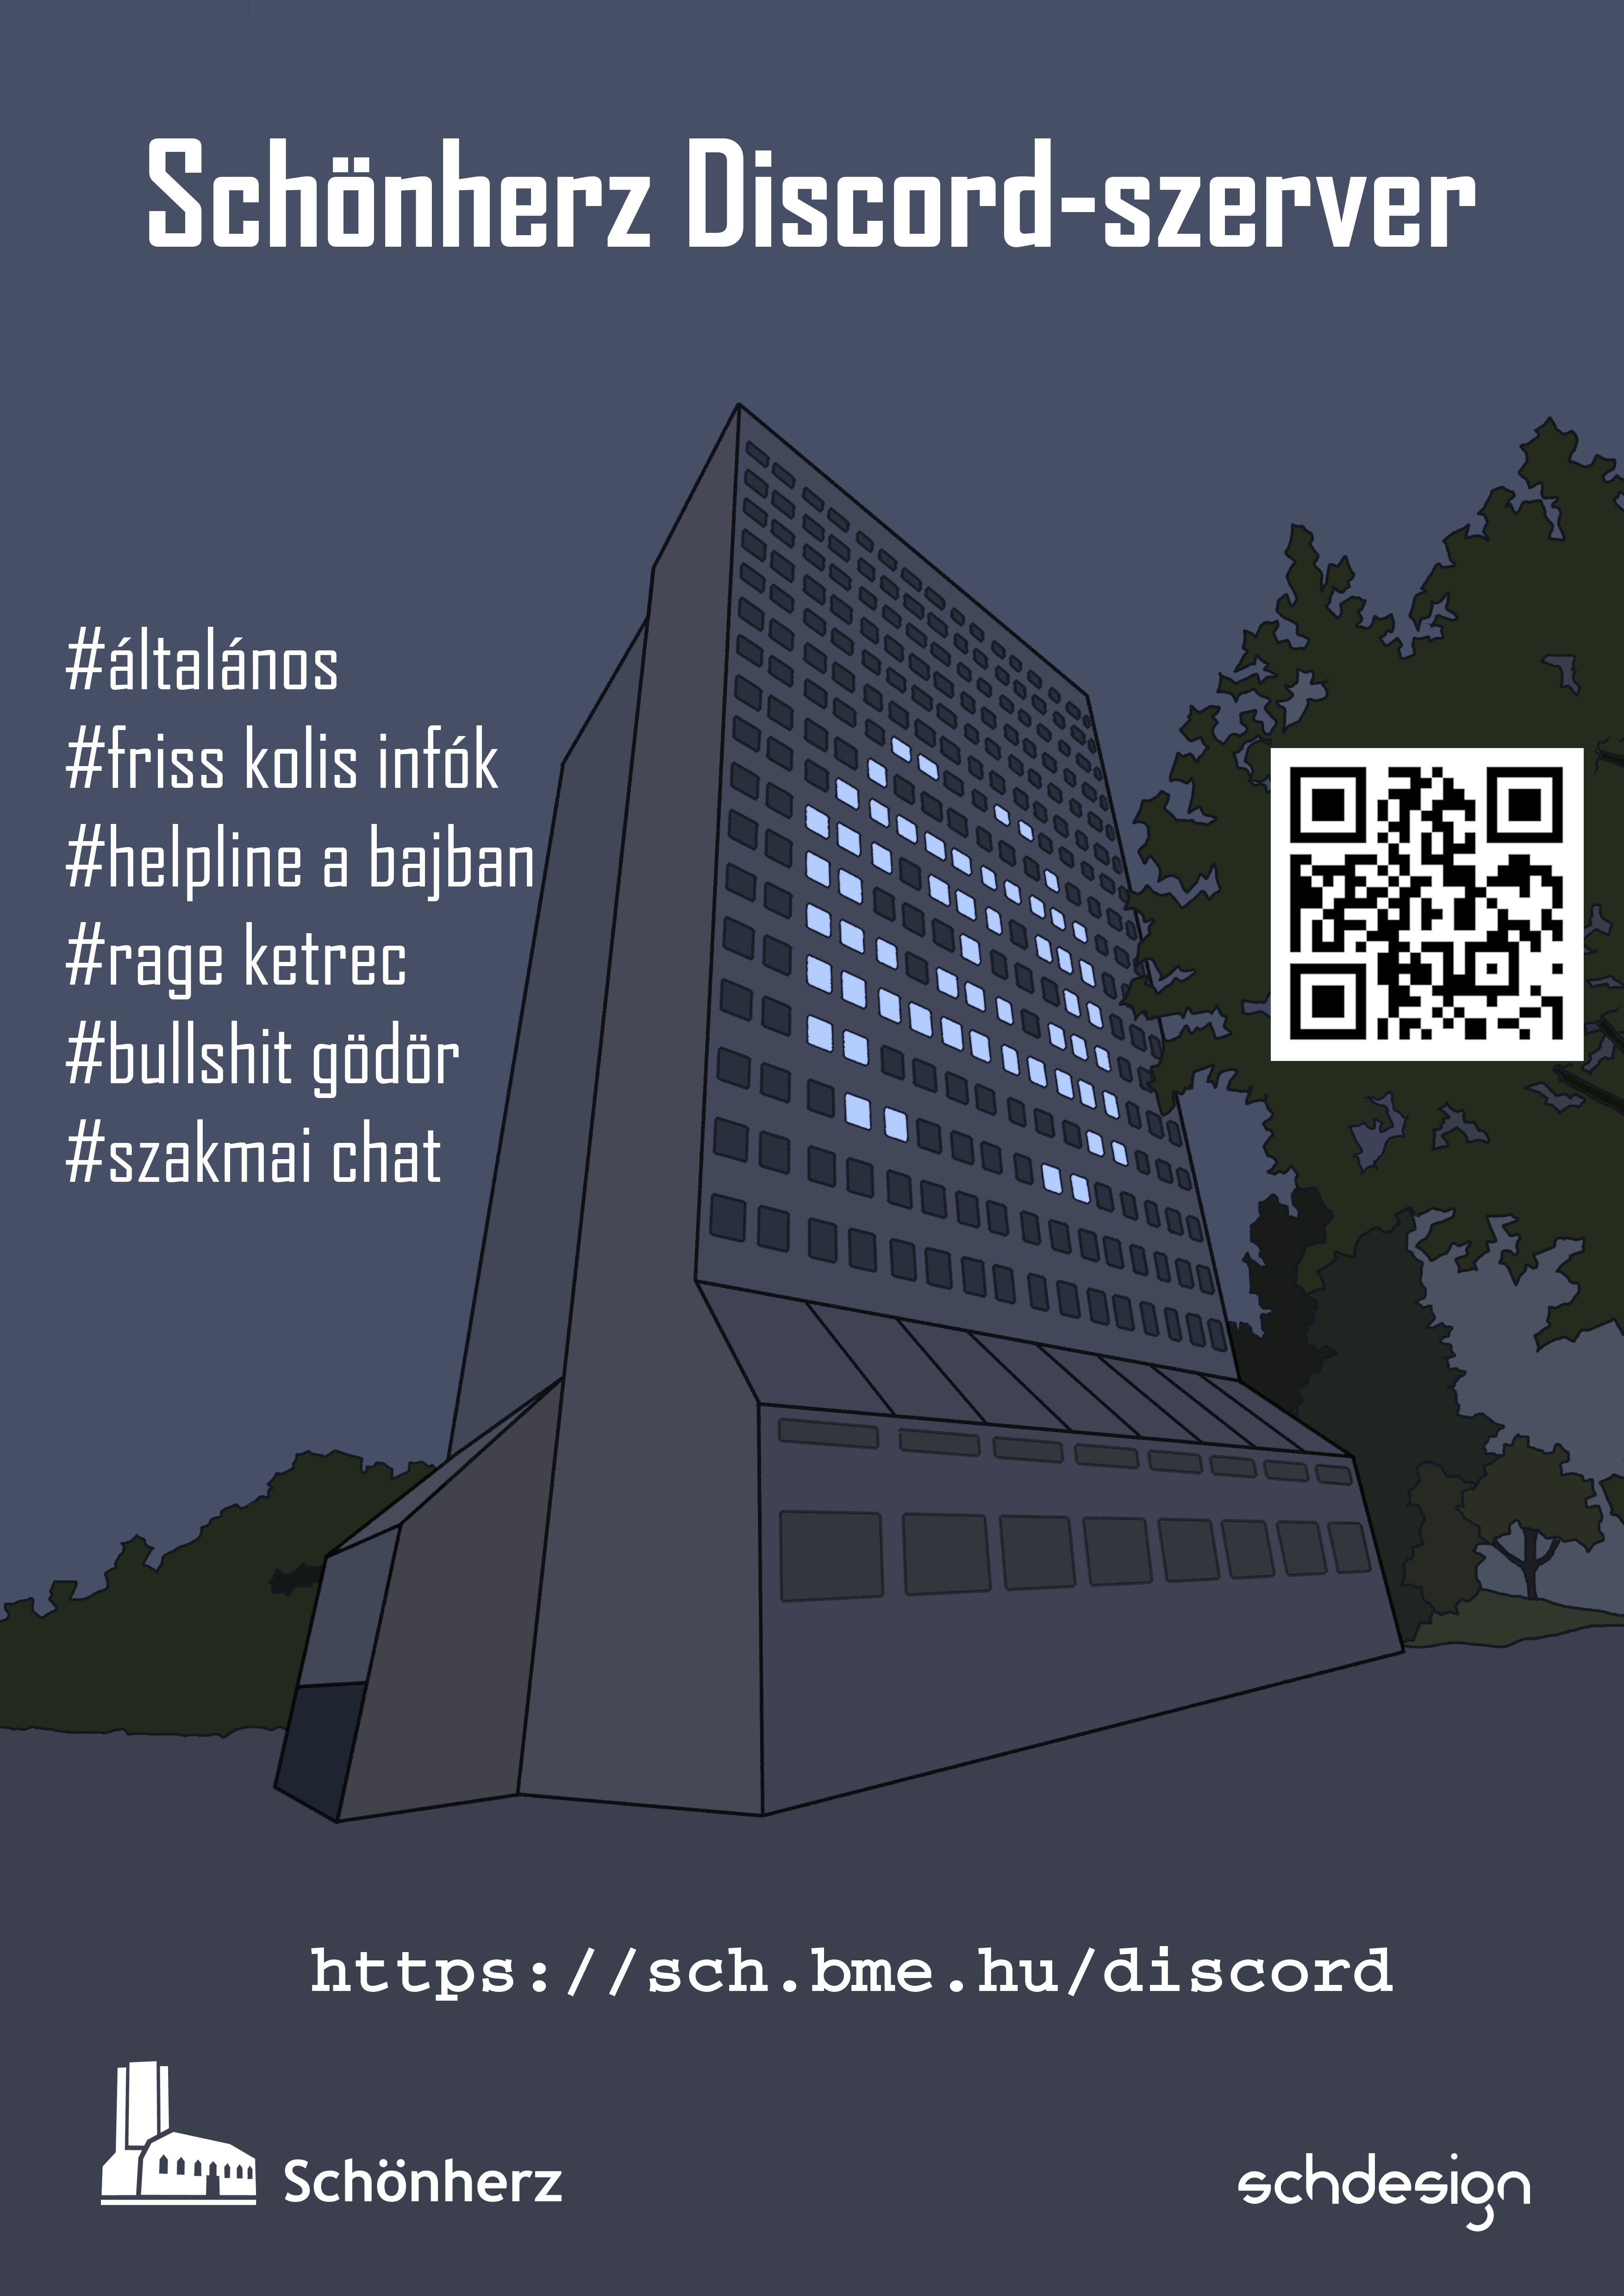 Schönherz Discord-szerver
#általános
#friss kolis infók
#helpline a bajban
#rage ketrec
#bullshit gödör
#szakmai chat
https://sch.bme.hu/discord
Schönherz
schdesign